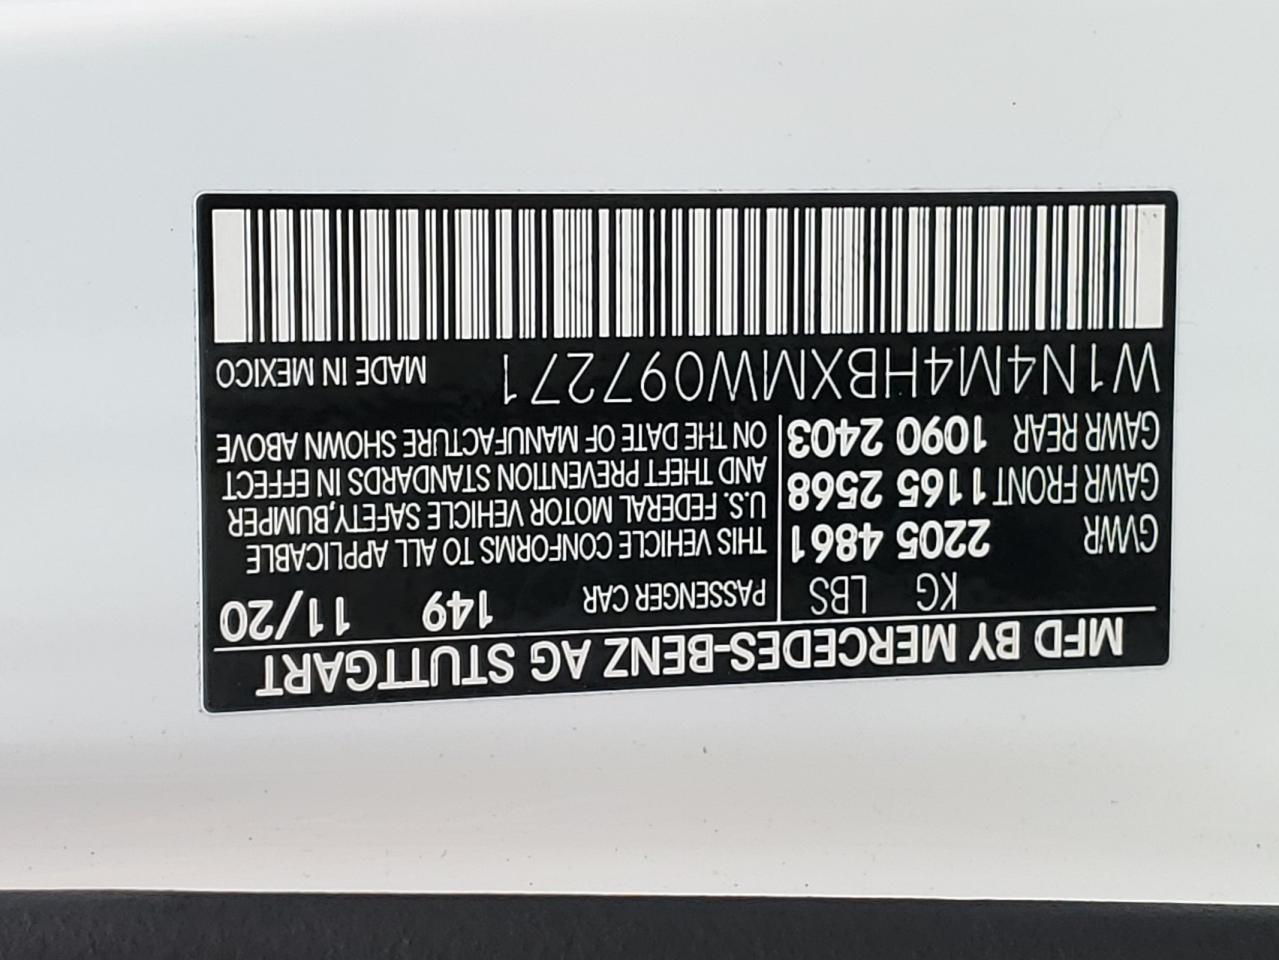 MFD BY MERCEDES-BENZ AG STUTTGART
KG LBS
GVWR 2205 4861
GAWR FRONT 1165 2568
GAWR REAR 1090 2403
PASSENGER CAR 149 11/20
THIS VEHICLE CONFORMS TO ALL APPLICABLE
U.S. FEDERAL MOTOR VEHICLE SAFETY,BUMPER
AND THEFT PREVENTION STANDARDS IN EFFECT
ON THE DATE OF MANUFACTURE SHOWN ABOVE
W1N4M4HBXMW097271 MADE IN MEXICO